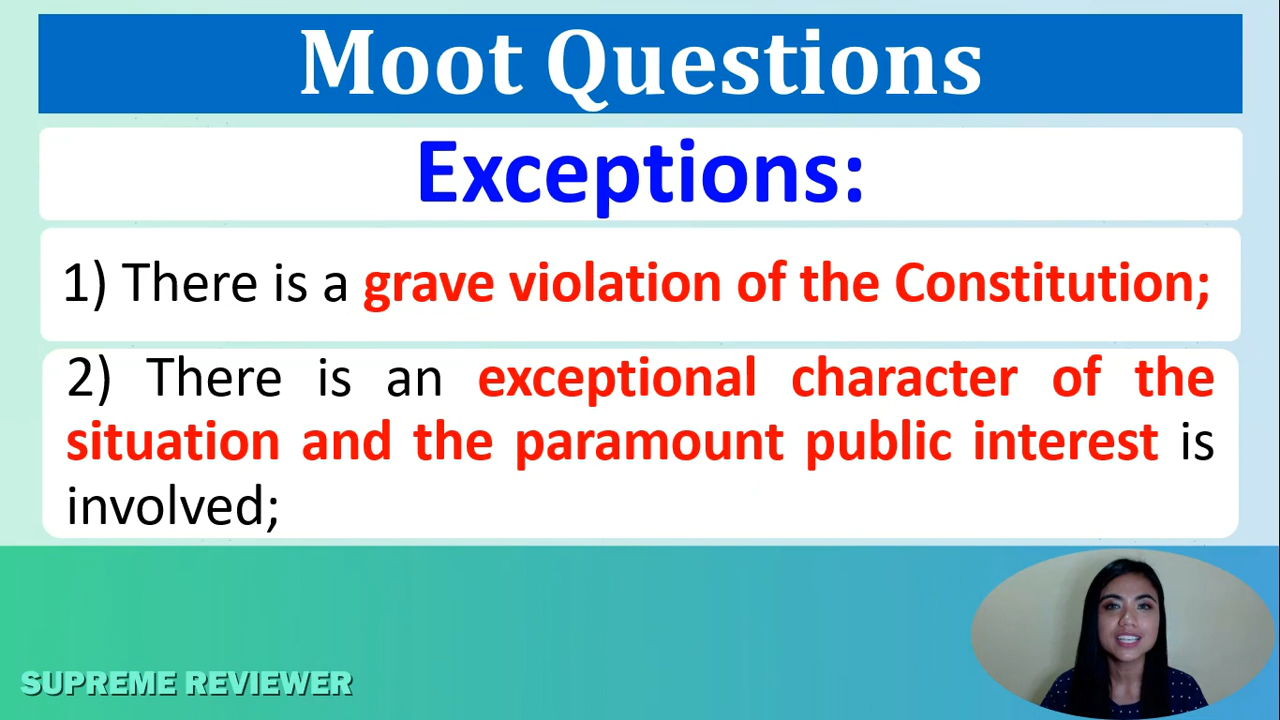 Moot Questions
Exceptions:
1) There is a grave violation of the Constitution;
2) There is an exceptional character of the
situation and the paramount public interest is
involved;
SUPREME REVIEWER